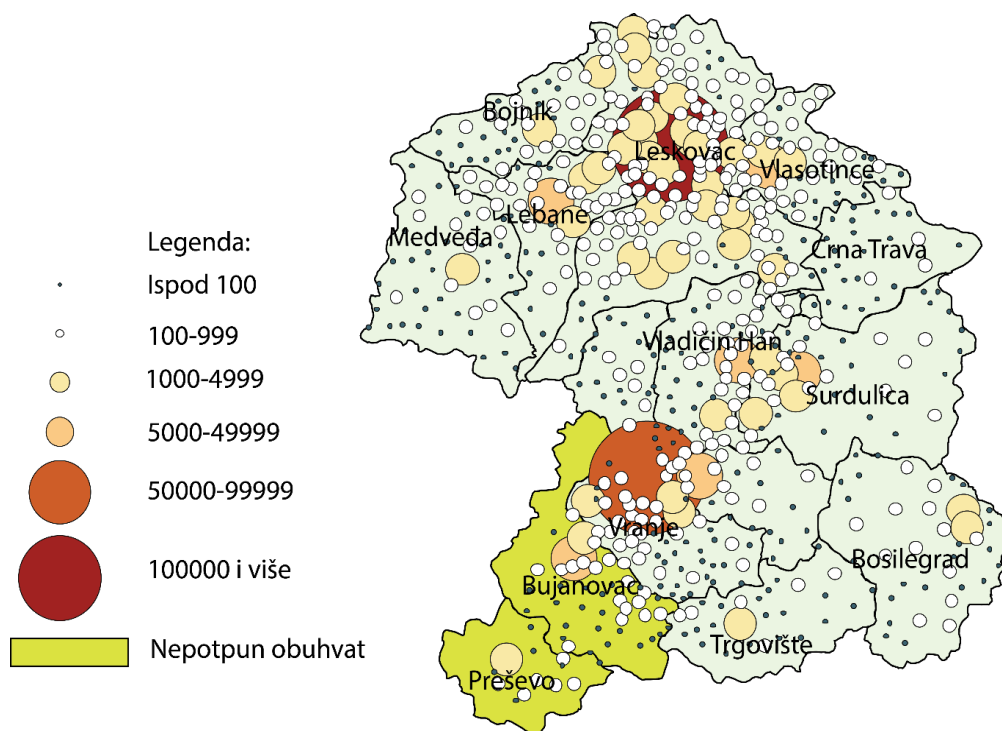 Legenda:
Ispod 100
100-999
1000-4999
5000-49999
50000-99999
100000 i više
Nepotpun obuhvat
Bojnik
Leskovac
Vlasotince
Lebane
Medveđa
Crna Trava
Vladičin Han
Surdulica
Vranje
Bosilegrad
Bujanovac
Trgovište
Preševo